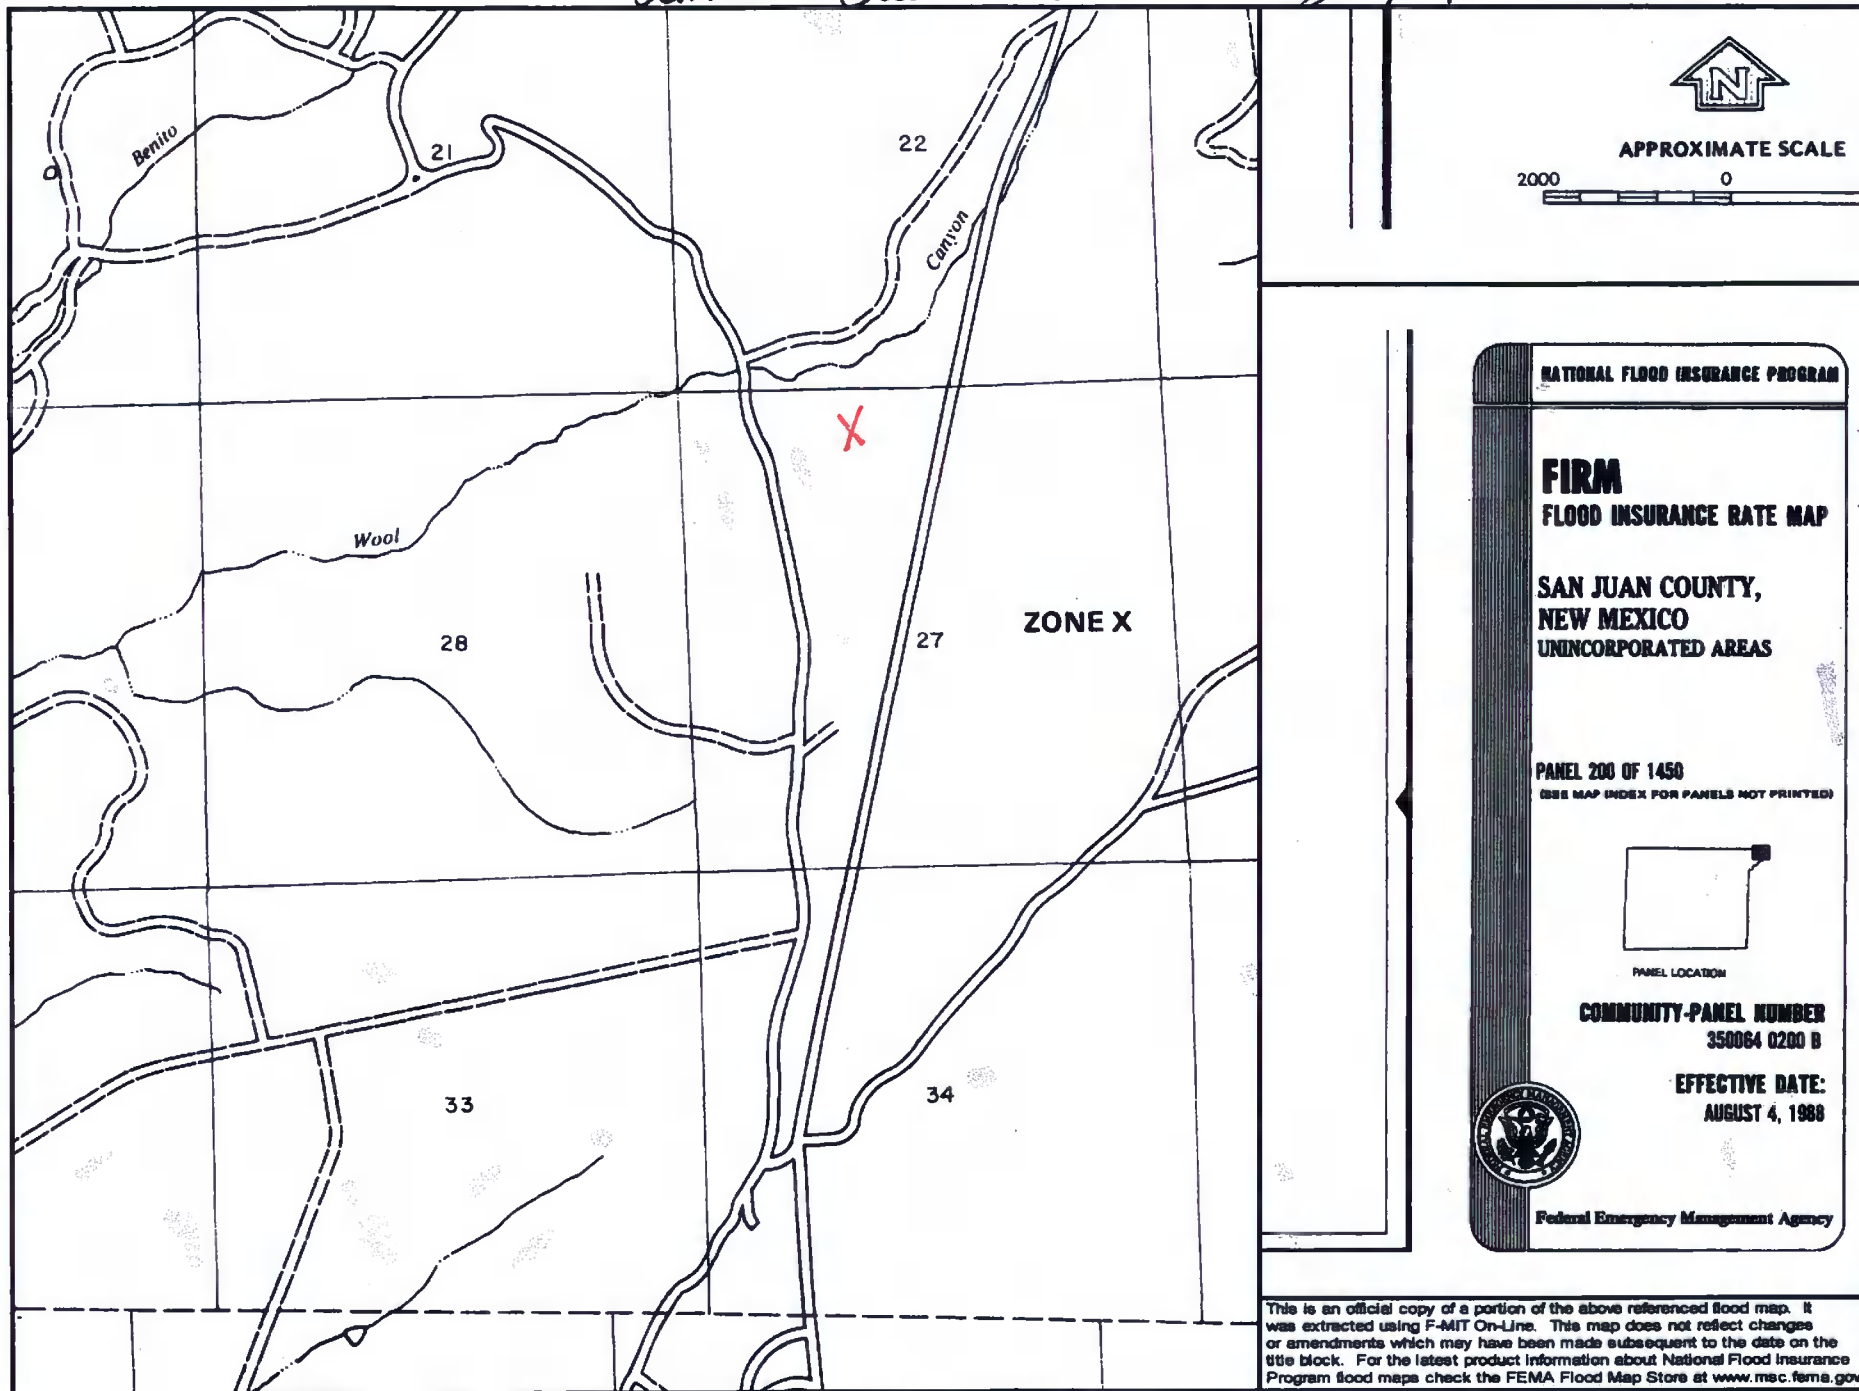 Benito
21
22
Canyon
Wool
28
27
ZONE X
33
34
X
N
APPROXIMATE SCALE
2000 0
NATIONAL FLOOD INSURANCE PROGRAM
FIRM
FLOOD INSURANCE RATE MAP
SAN JUAN COUNTY,
NEW MEXICO
UNINCORPORATED AREAS
PANEL 200 OF 1450
(SEE MAP INDEX FOR PANELS NOT PRINTED)
PANEL LOCATION
COMMUNITY-PANEL NUMBER
350064 0200 B
EFFECTIVE DATE:
AUGUST 4, 1988
Federal Emergency Management Agency
This is an official copy of a portion of the above referenced flood map. It
was extracted using F-MIT On-Line. This map does not reflect changes
or amendments which may have been made subsequent to the date on the
title block. For the latest product information about National Flood Insurance
Program flood maps check the FEMA Flood Map Store at www.msc.fema.gov